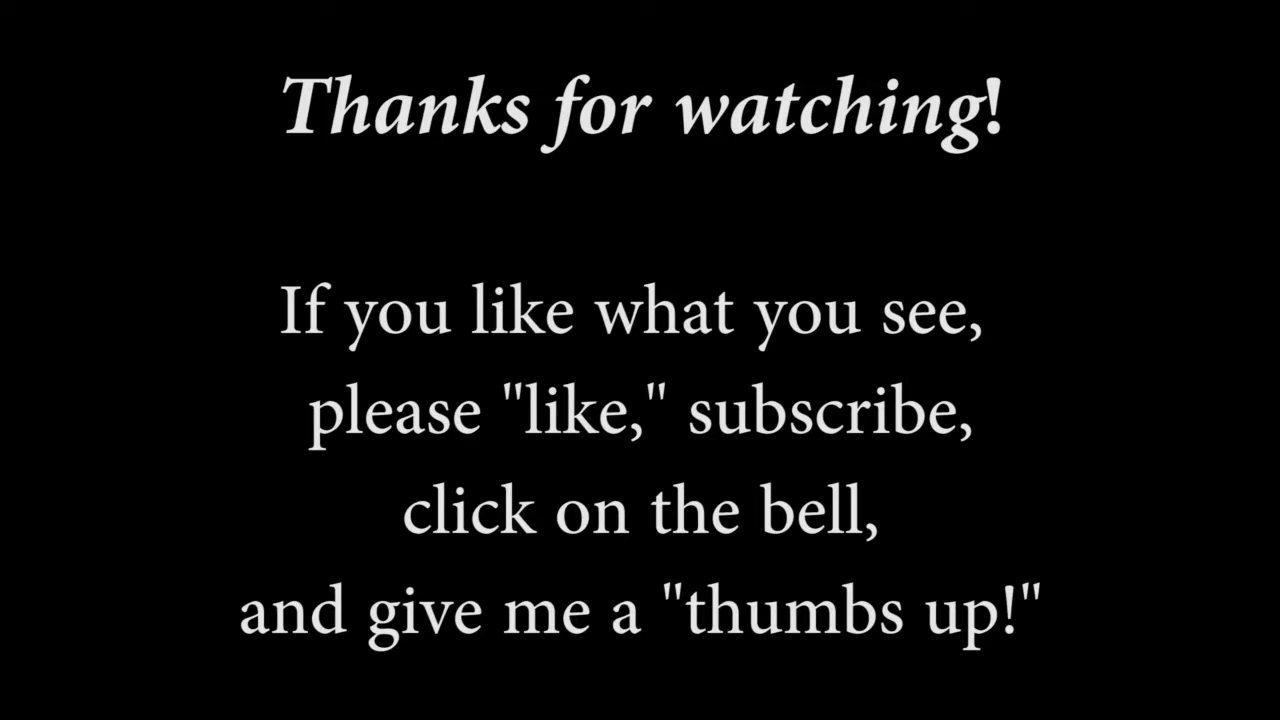 Thanks for watching!
If you like what you see,
please "like," subscribe,
click on the bell,
and give me a "thumbs up!"